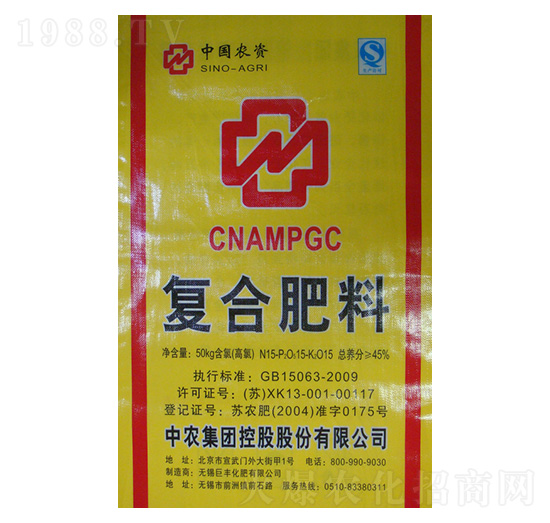 1988.TV
中国农资
SINO-AGRI
CNAMPGC
复合肥料
净含量：50kg含氯(高氯) N15-P₂O₅15-K₂O15 总养分≥45%
执行标准：GB15063-2009
许可证号：(苏)XK13-001-00117
登记证号：苏农肥(2004)准字0175号
中农集团控股股份有限公司
地 址：北京市宣武门外大街甲1号 电话：800-990-9030
制造商：无锡巨丰化肥有限公司
地 址：无锡市前洲镇前石路 服务热线：0510-83380311
火爆农化招商网